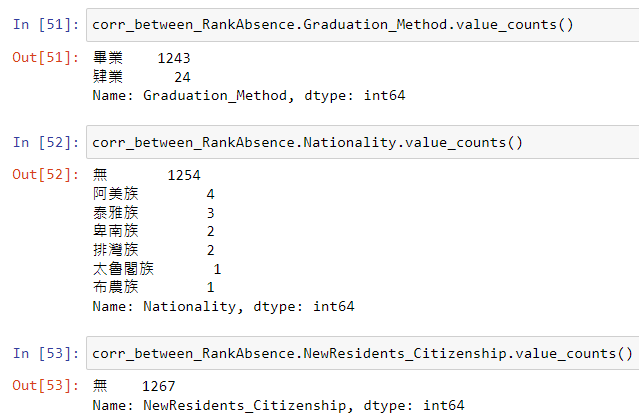 In [51]: corr_between_RankAbsence.Graduation_Method.value_counts()
Out[51]: 畢業 1243
肄業 24
Name: Graduation_Method, dtype: int64
In [52]: corr_between_RankAbsence.Nationality.value_counts()
Out[52]: 無 1254
阿美族 4
泰雅族 3
卑南族 2
排灣族 2
太魯閣族 1
布農族 1
Name: Nationality, dtype: int64
In [53]: corr_between_RankAbsence.NewResidents_Citizenship.value_counts()
Out[53]: 無 1267
Name: NewResidents_Citizenship, dtype: int64